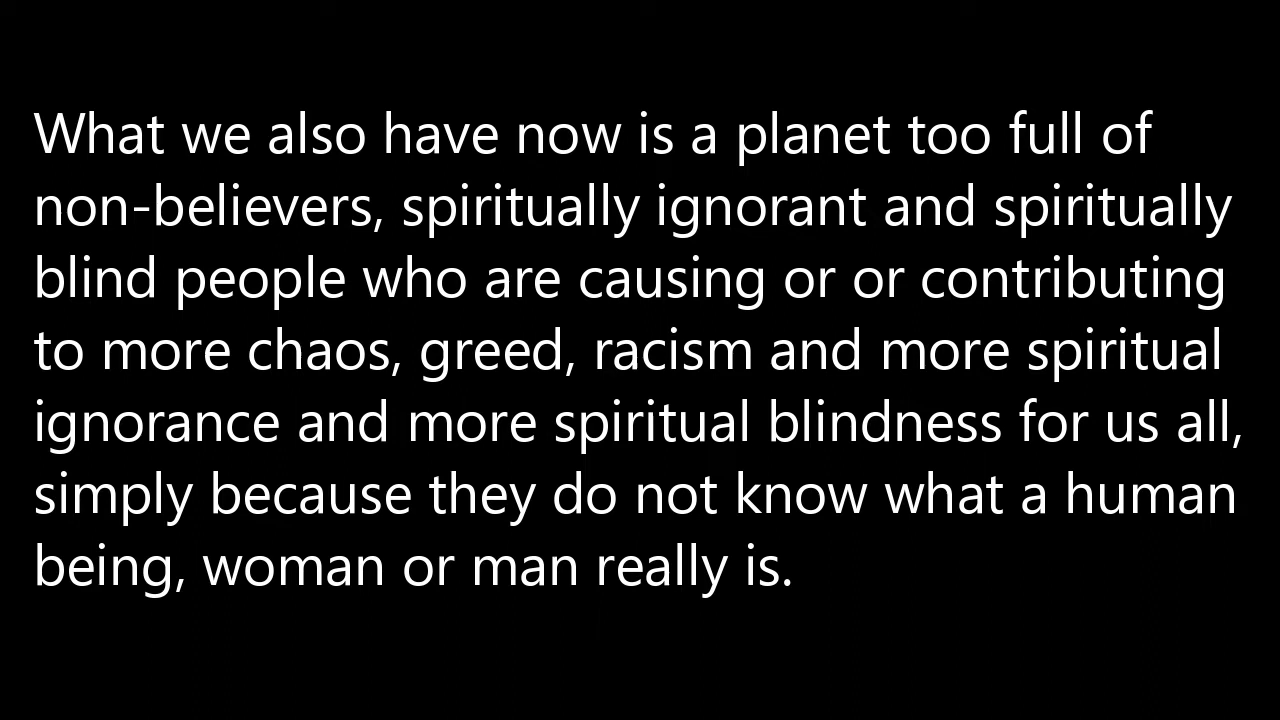 What we also have now is a planet too full of
non-believers, spiritually ignorant and spiritually
blind people who are causing or or contributing
to more chaos, greed, racism and more spiritual
ignorance and more spiritual blindness for us all,
simply because they do not know what a human
being, woman or man really is.